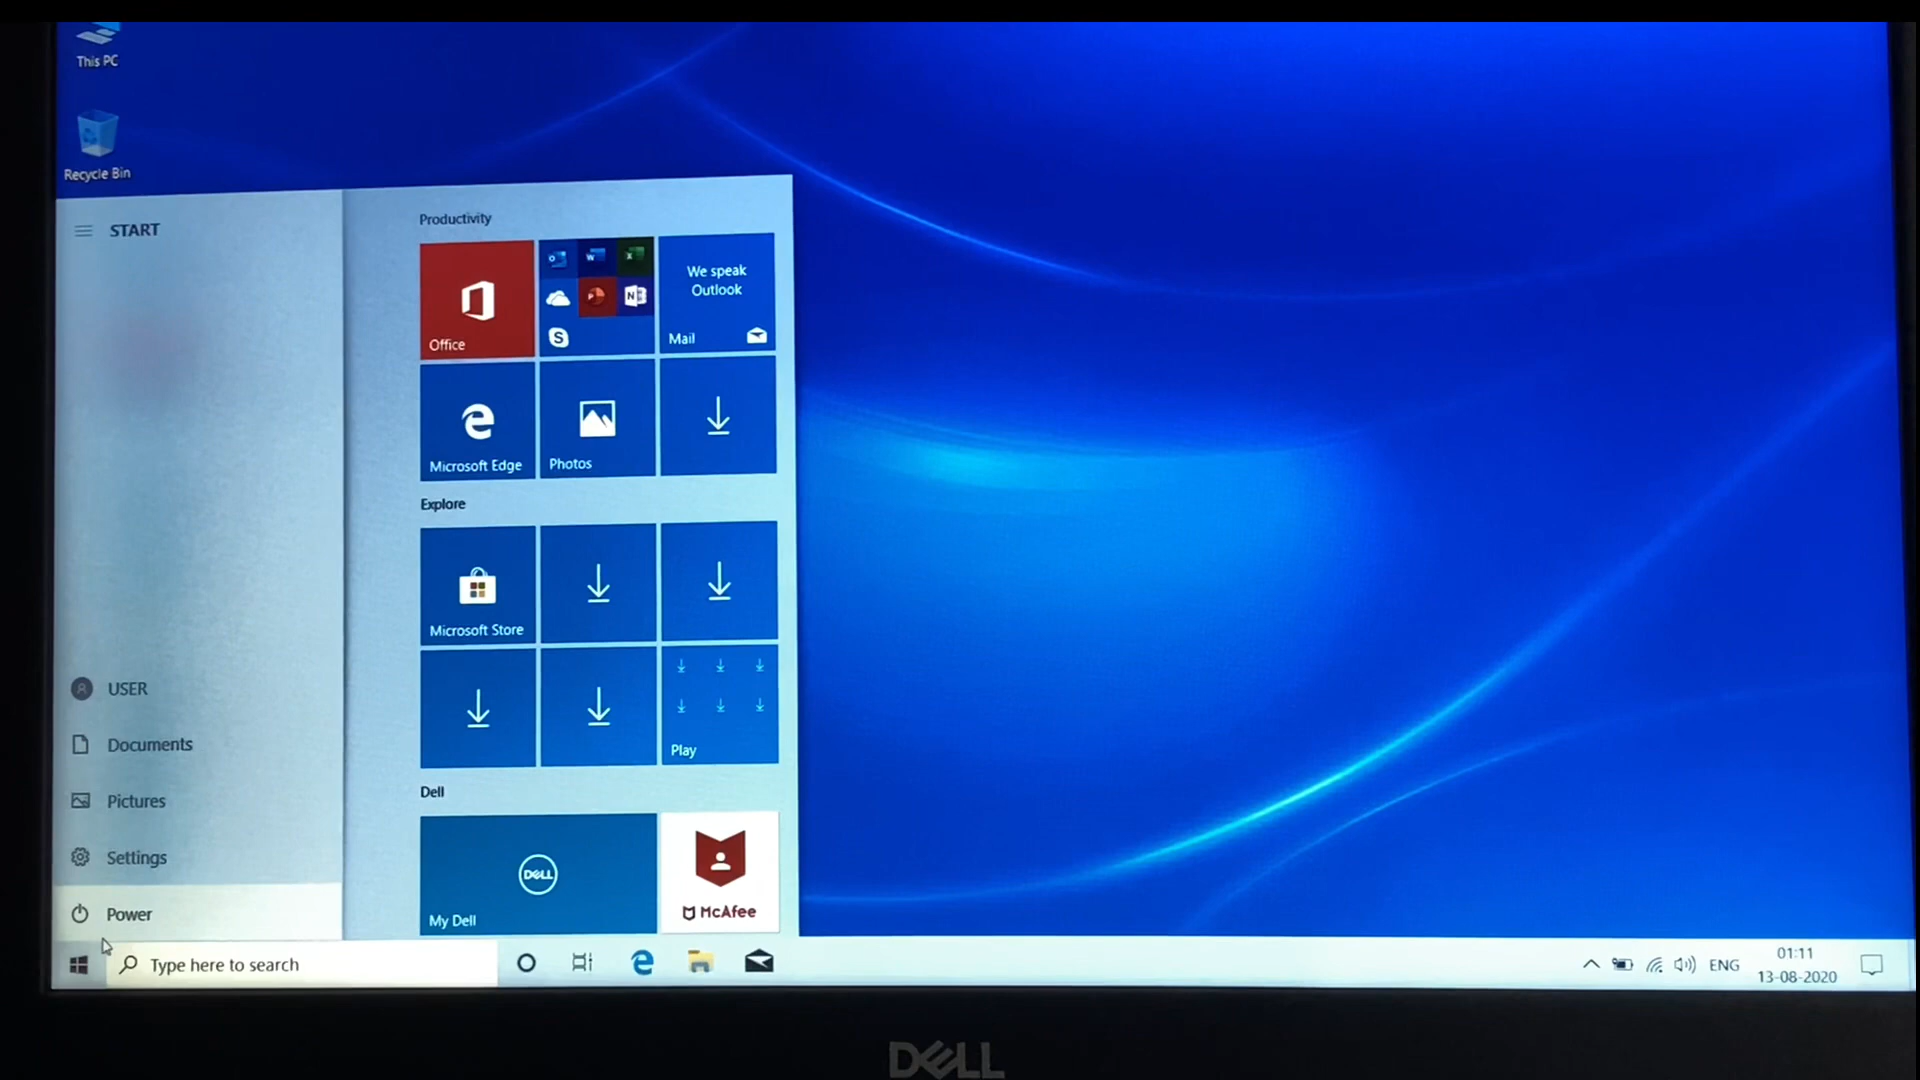 This PC
Recycle Bin
START
Productivity
Office
We speak
Outlook
Mail
Microsoft Edge
Photos
Explore
Microsoft Store
Play
USER
Documents
Pictures
Settings
Power
Dell
DELL
My Dell
McAfee
Type here to search
ENG
01:11
13-08-2020
DELL